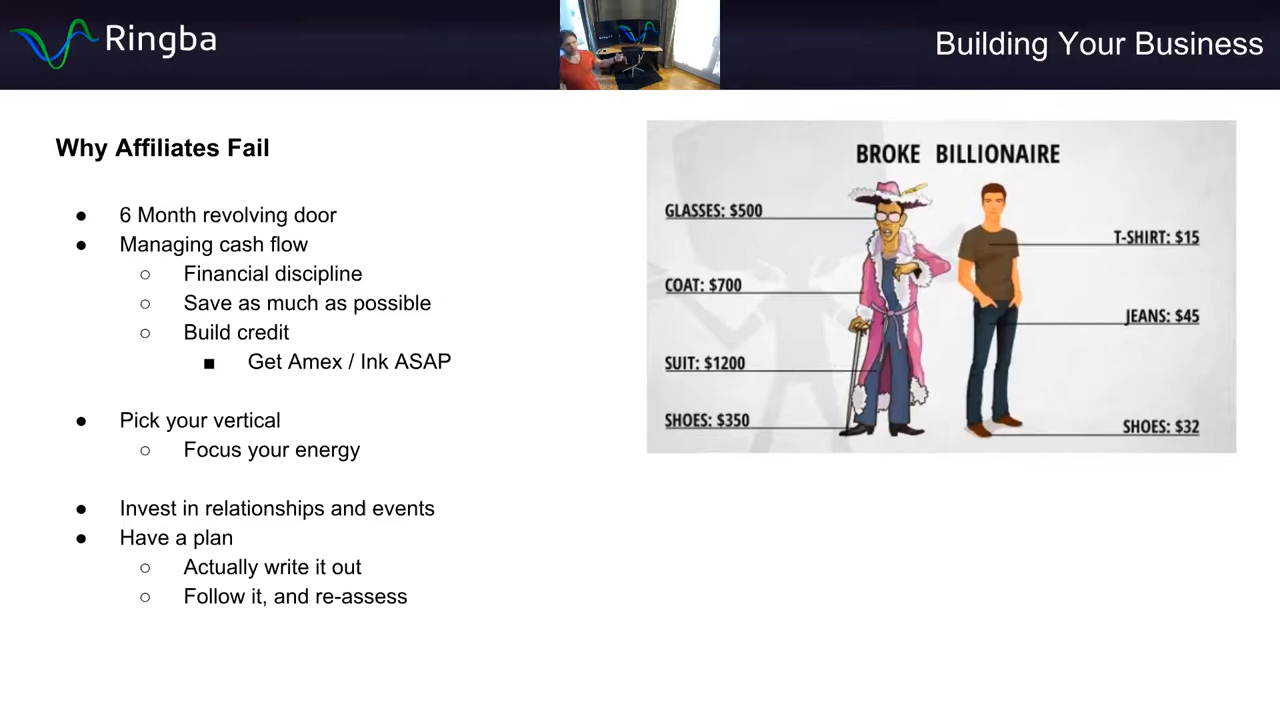 Ringba
Building Your Business
Why Affiliates Fail
● 6 Month revolving door
● Managing cash flow
○ Financial discipline
○ Save as much as possible
○ Build credit
■ Get Amex / Ink ASAP
● Pick your vertical
○ Focus your energy
● Invest in relationships and events
● Have a plan
○ Actually write it out
○ Follow it, and re-assess
BROKE BILLIONAIRE
GLASSES: $500
T-SHIRT: $15
COAT: $700
JEANS: $45
SUIT: $1200
SHOES: $350
SHOES: $32